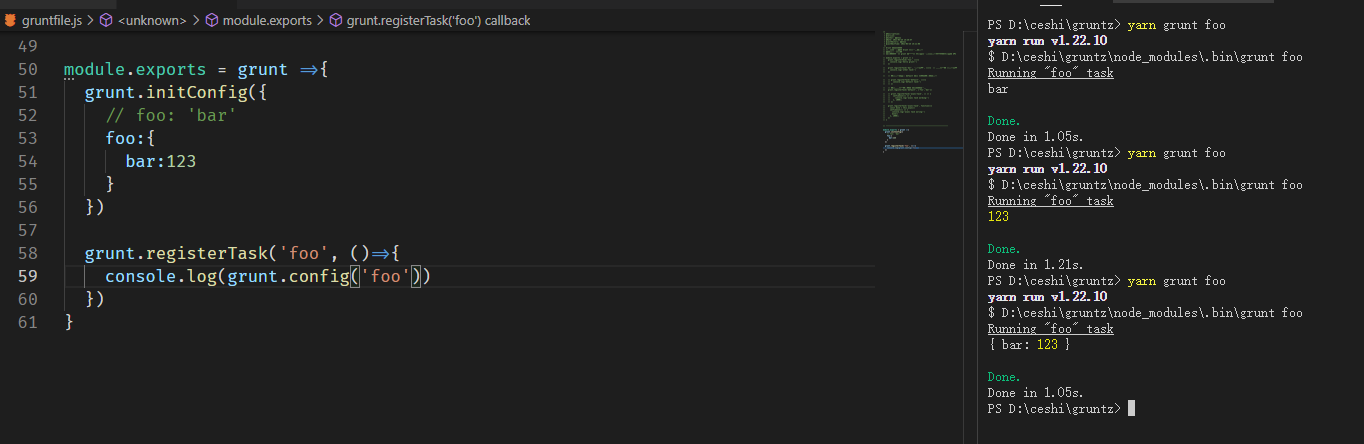 gruntfile.js > <unknown> > module.exports > grunt.registerTask('foo') callback
49
50 module.exports = grunt =>{
51 grunt.initConfig({
52 // foo: 'bar'
53 foo:{
54 bar:123
55 }
56 })
57
58 grunt.registerTask('foo', ()=>{
59 console.log(grunt.config('foo'))
60 })
61 }
PS D:\ceshi\gruntz> yarn grunt foo
yarn run v1.22.10
$ D:\ceshi\gruntz\node_modules\.bin\grunt foo
Running "foo" task
bar
Done.
Done in 1.05s.
PS D:\ceshi\gruntz> yarn grunt foo
yarn run v1.22.10
$ D:\ceshi\gruntz\node_modules\.bin\grunt foo
Running "foo" task
123
Done.
Done in 1.21s.
PS D:\ceshi\gruntz> yarn grunt foo
yarn run v1.22.10
$ D:\ceshi\gruntz\node_modules\.bin\grunt foo
Running "foo" task
{ bar: 123 }
Done.
Done in 1.05s.
PS D:\ceshi\gruntz>